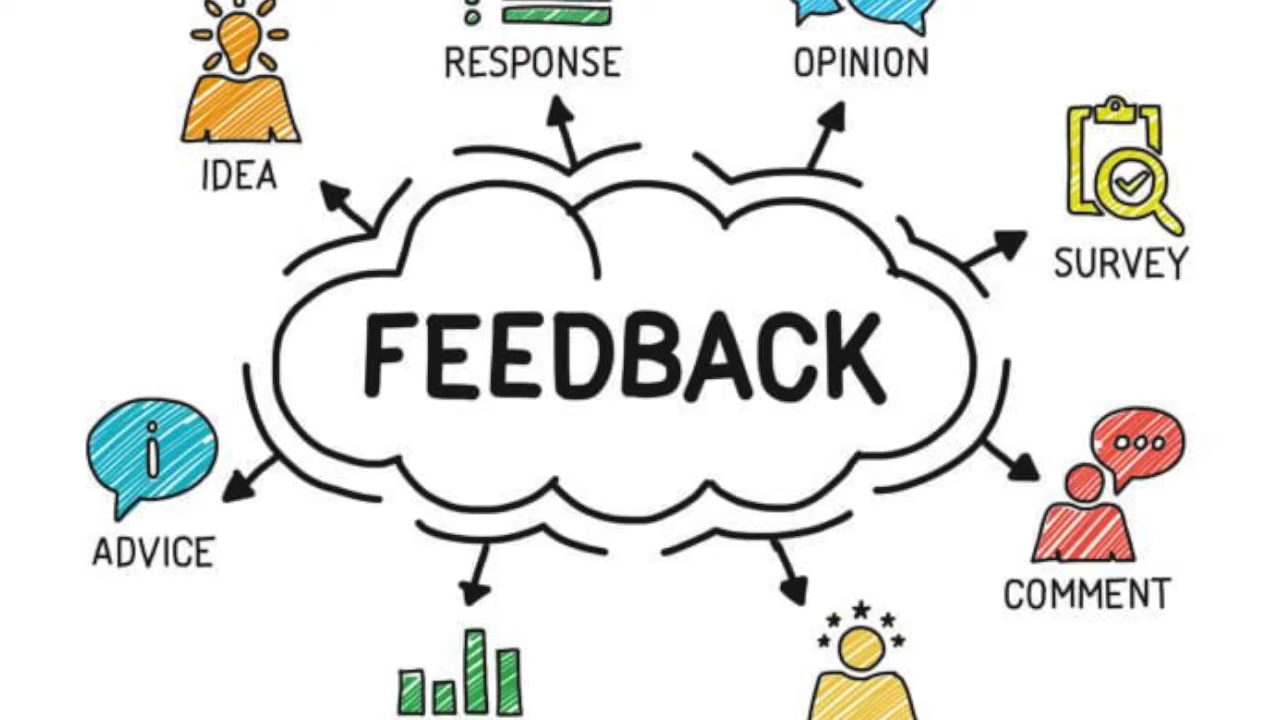 RESPONSE
OPINION
IDEA
SURVEY
FEEDBACK
ADVICE
COMMENT